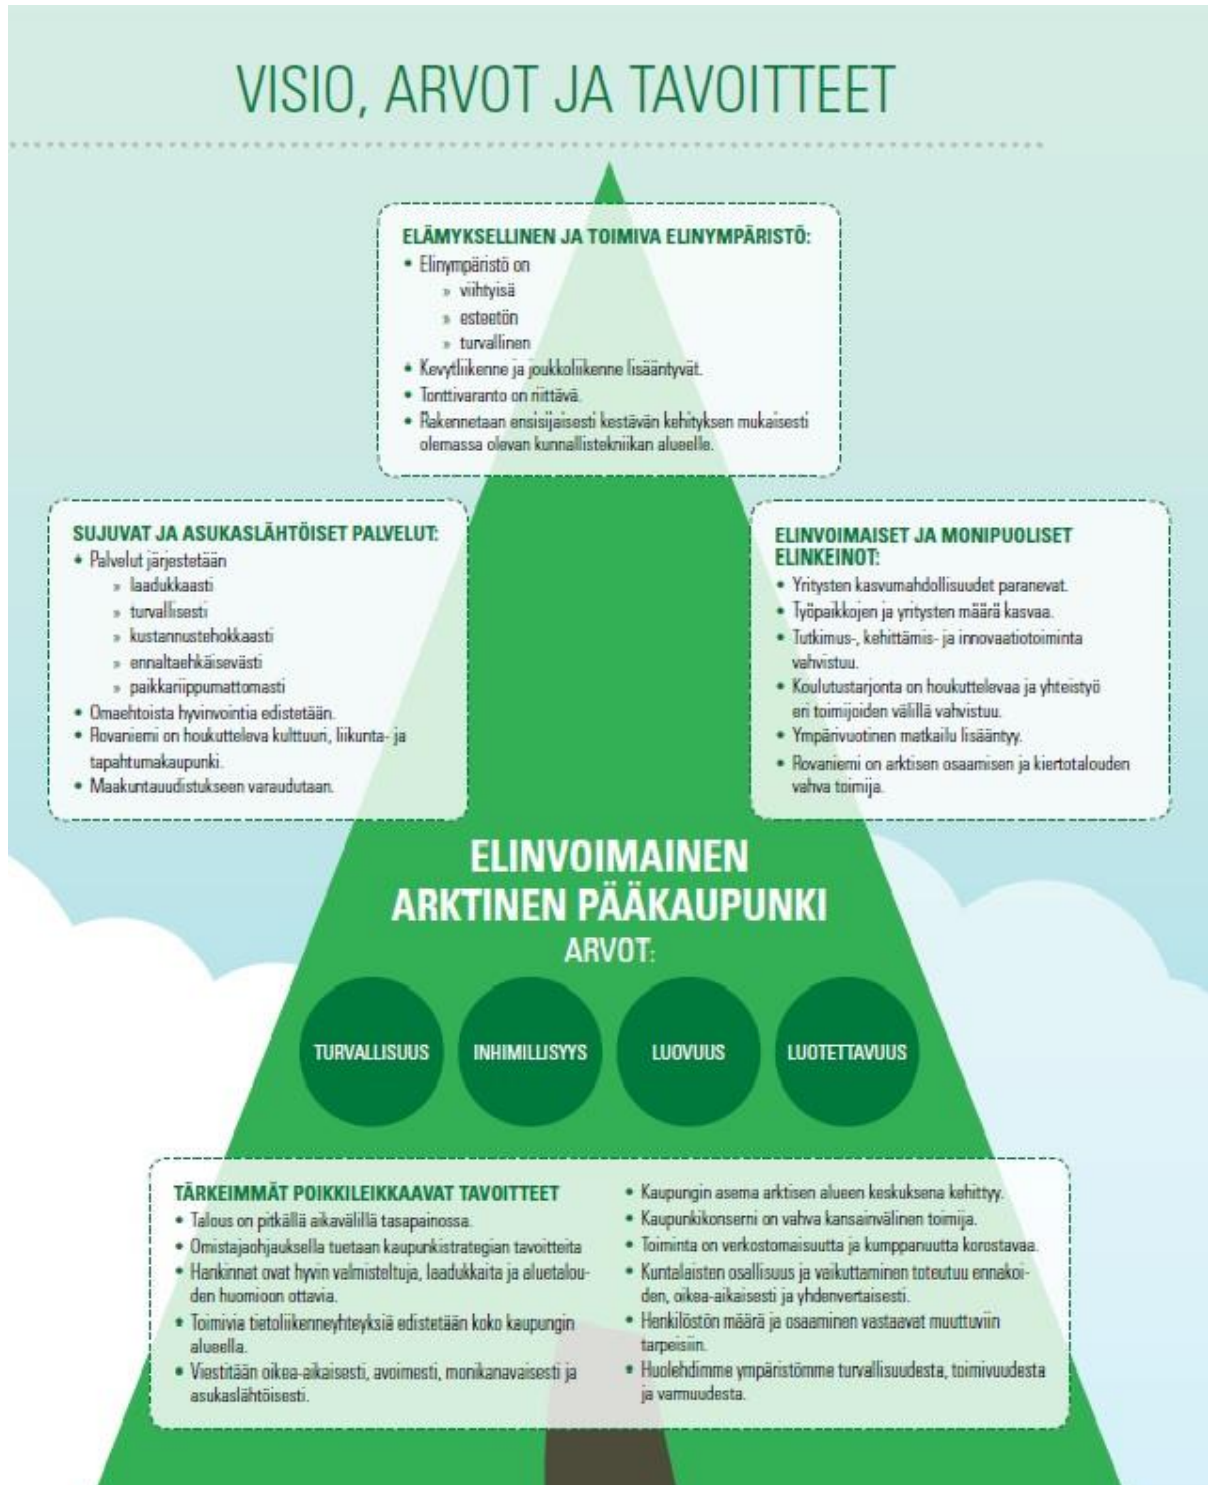 VISIO, ARVOT JA TAVOITTEET
ELÄMYKSELLINEN JA TOIMIVA ELINYMPÄRISTÖ:
• Elinympäristö on
» viihtyisä
» esteetön
» turvallinen
• Kevytliikenne ja joukkoliikenne lisääntyvät.
• Tonttivaranto on riittävä.
• Rakennetaan ensisijaisesti kestävän kehityksen mukaisesti
olemassa olevan kunnallistekniikan alueelle.
SUJUVAT JA ASUKASLÄHTÖISET PALVELUT:
• Palvelut järjestetään
» laadukkaasti
» turvallisesti
» kustannustehokkaasti
» ennaltaehkäisevästi
» paikkariippumattomasti
• Omaehtoista hyvinvointia edistetään.
• Rovaniemi on houkutteleva kulttuuri, liikunta- ja
tapahtumakaupunki.
• Maakuntauudistukseen varaudutaan.
ELINVOIMAISET JA MONIPUOLISET
ELINKEINOT:
• Yritysten kasvumahdollisuudet paranevat.
• Työpaikkojen ja yritysten määrä kasvaa.
• Tutkimus-, kehittämis- ja innovaatiotoiminta
vahvistuu.
• Koulutustarjonta on houkuttelevaa ja yhteistyö
eri toimijoiden välillä vahvistuu.
• Ympärivuotinen matkailu lisääntyy.
• Rovaniemi on arktisen osaamisen ja kiertotalouden
vahva toimija.
ELINVOIMAINEN
ARKTINEN PÄÄKAUPUNKI
ARVOT:
TURVALLISUUS
INHIMILLISYYS
LUOVUUS
LUOTETTAVUUS
TÄRKEIMMÄT POIKKILEIKKAAVAT TAVOITTEET
• Talous on pitkällä aikavälillä tasapainossa.
• Omistajaohjauksella tuetaan kaupunkistrategian tavoitteita
• Hankinnat ovat hyvin valmisteltuja, laadukkaita ja aluetalou-
den huomioon ottavia.
• Toimivia tietoliikenneyhteyksiä edistetään koko kaupungin
alueella.
• Viestitään oikea-aikaisesti, avoimesti, monikanavaisesti ja
asukaslähtöisesti.
• Kaupungin asema arktisen alueen keskuksena kehittyy.
• Kaupunkikonserni on vahva kansainvälinen toimija.
• Toiminta on verkostomaisuutta ja kumppanuutta korostavaa.
• Kuntalaisten osallisuus ja vaikuttaminen toteutuu ennakoi-
den, oikea-aikaisesti ja yhdenvertaisesti.
• Henkilöstön määrä ja osaaminen vastaavat muuttuviin
tarpeisiin.
• Huolehdimme ympäristömme turvallisuudesta, toimivuudesta
ja varmuudesta.